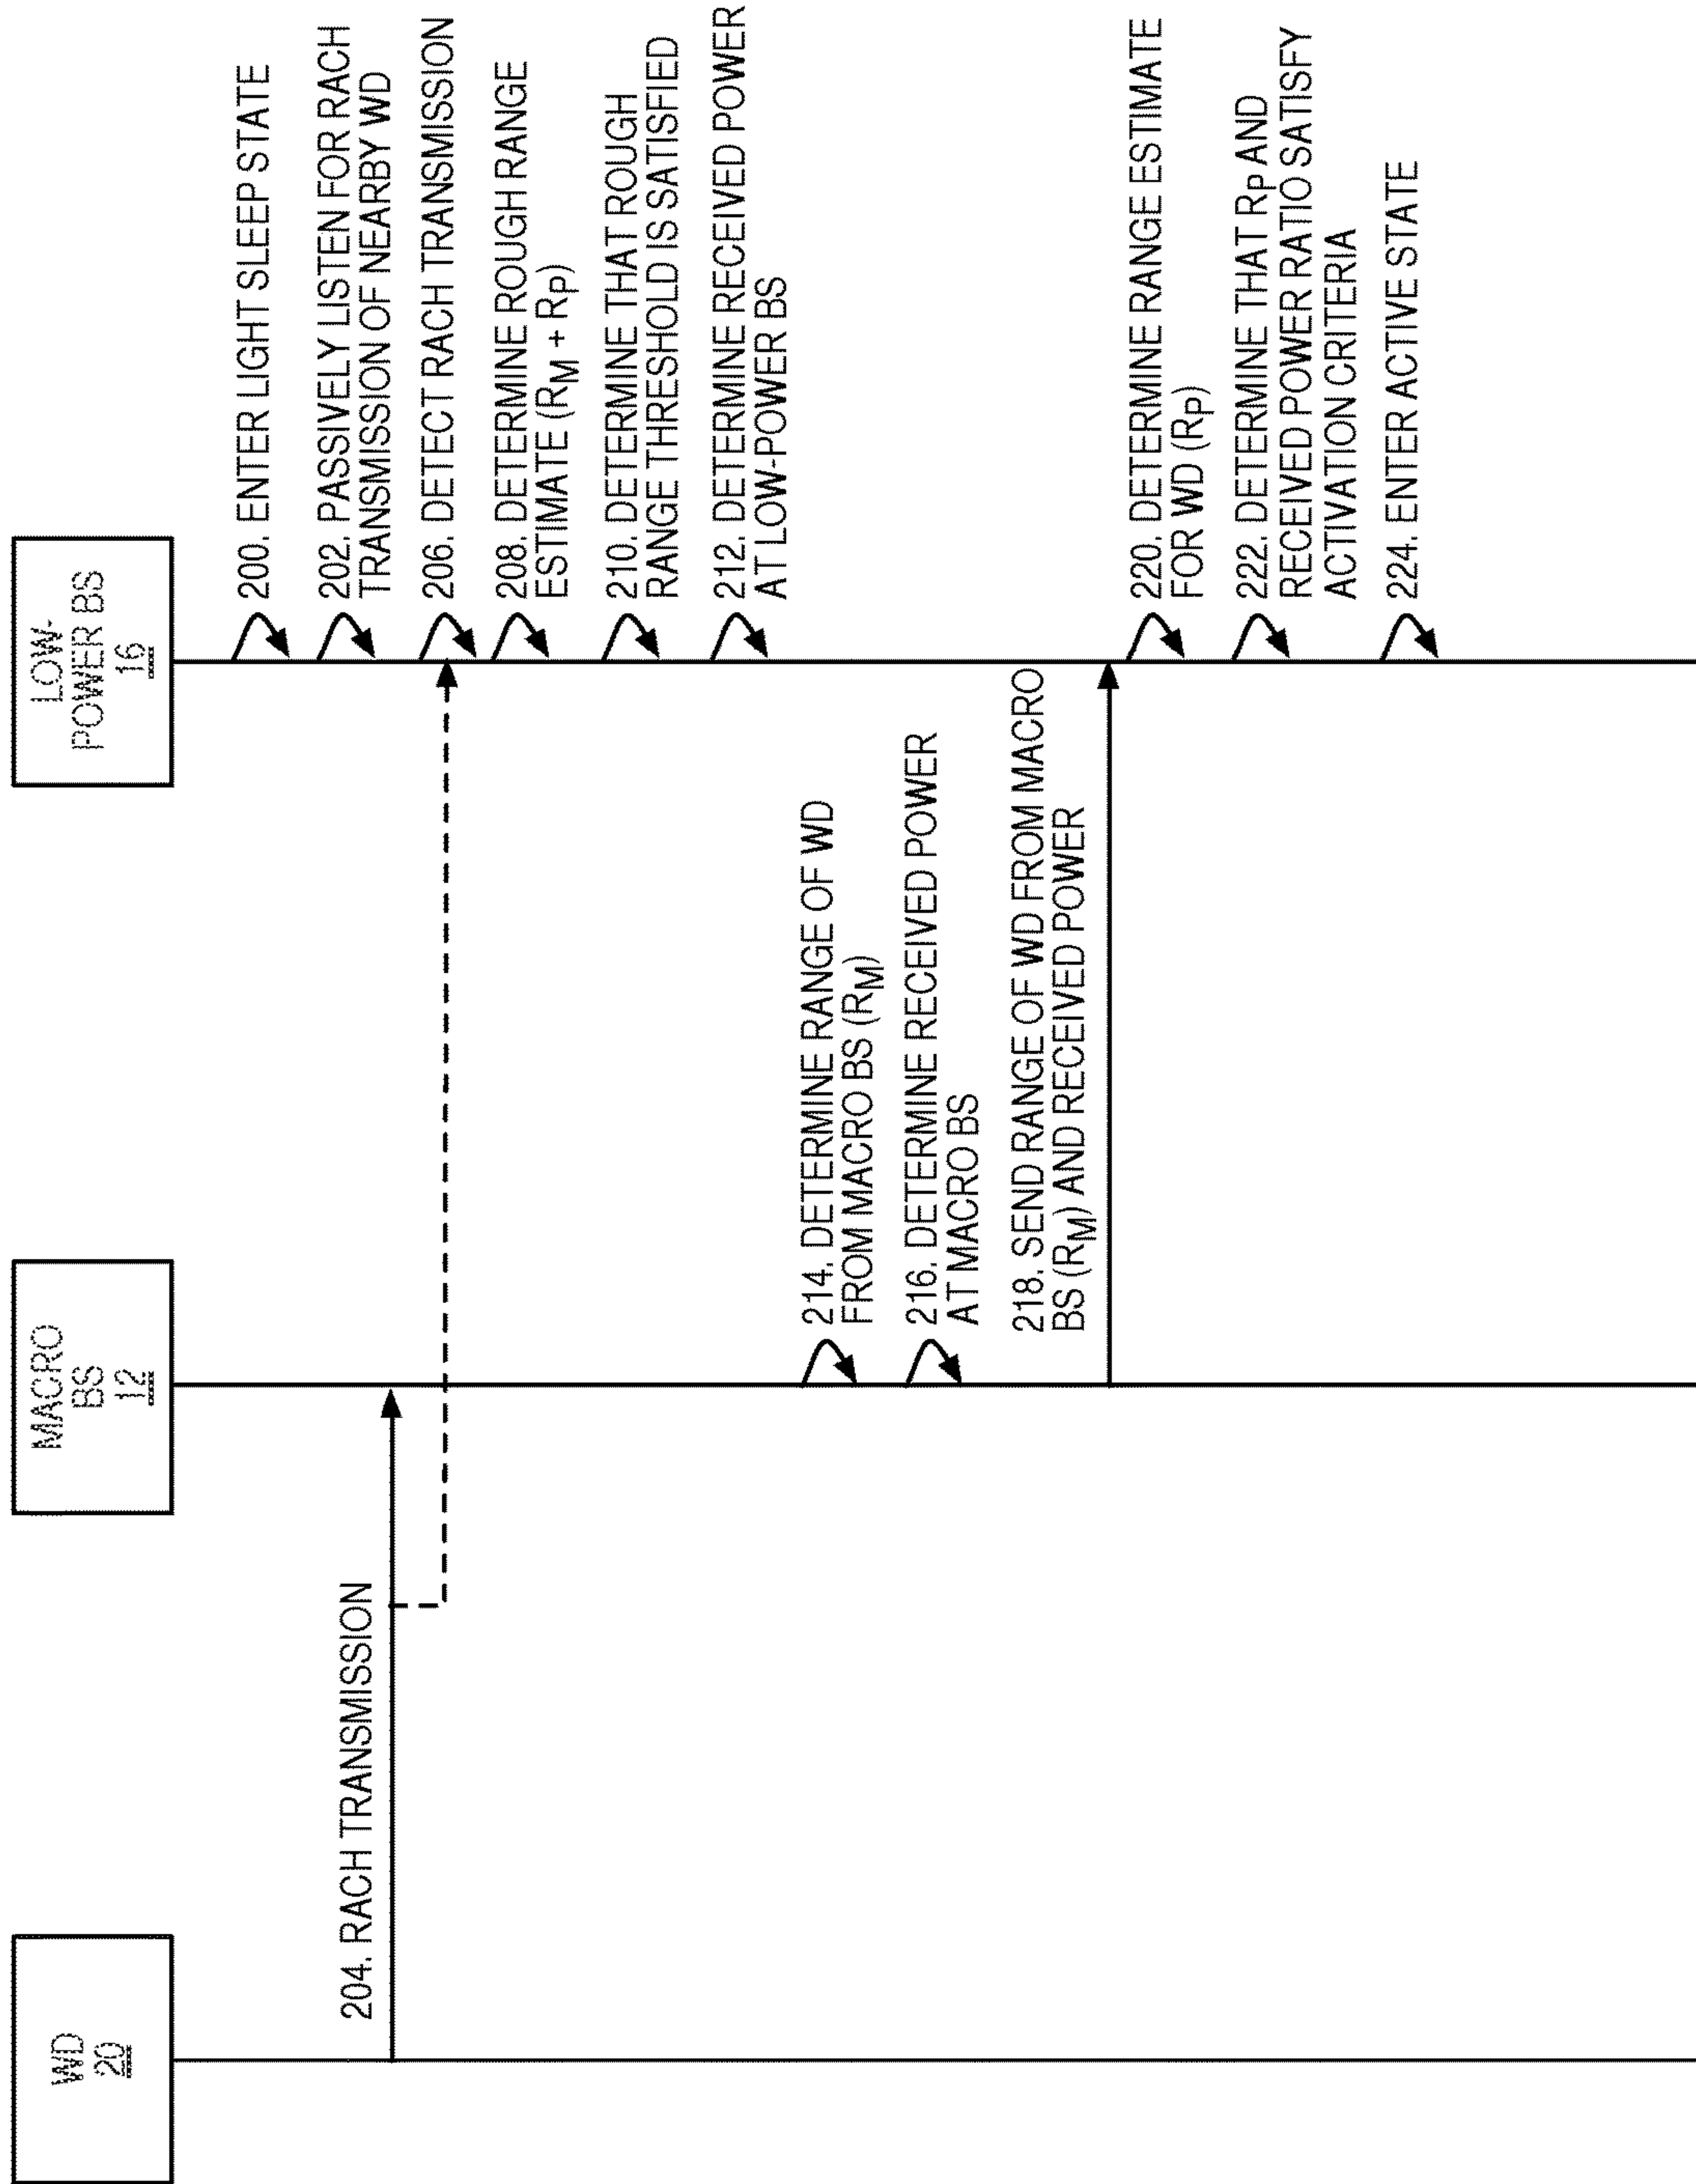 WD
20
MACRO
BS
12
LOW-
POWER BS
16
200. ENTER LIGHT SLEEP STATE
202. PASSIVELY LISTEN FOR RACH
TRANSMISSION OF NEARBY WD
204. RACH TRANSMISSION
206. DETECT RACH TRANSMISSION
208. DETERMINE ROUGH RANGE
ESTIMATE (RM + RP)
210. DETERMINE THAT ROUGH
RANGE THRESHOLD IS SATISFIED
212. DETERMINE RECEIVED POWER
AT LOW-POWER BS
214. DETERMINE RANGE OF WD
FROM MACRO BS (RM)
216. DETERMINE RECEIVED POWER
AT MACRO BS
218. SEND RANGE OF WD FROM MACRO
BS (RM) AND RECEIVED POWER
220. DETERMINE RANGE ESTIMATE
FOR WD (RP)
222. DETERMINE THAT RP AND
RECEIVED POWER RATIO SATISFY
ACTIVATION CRITERIA
224. ENTER ACTIVE STATE